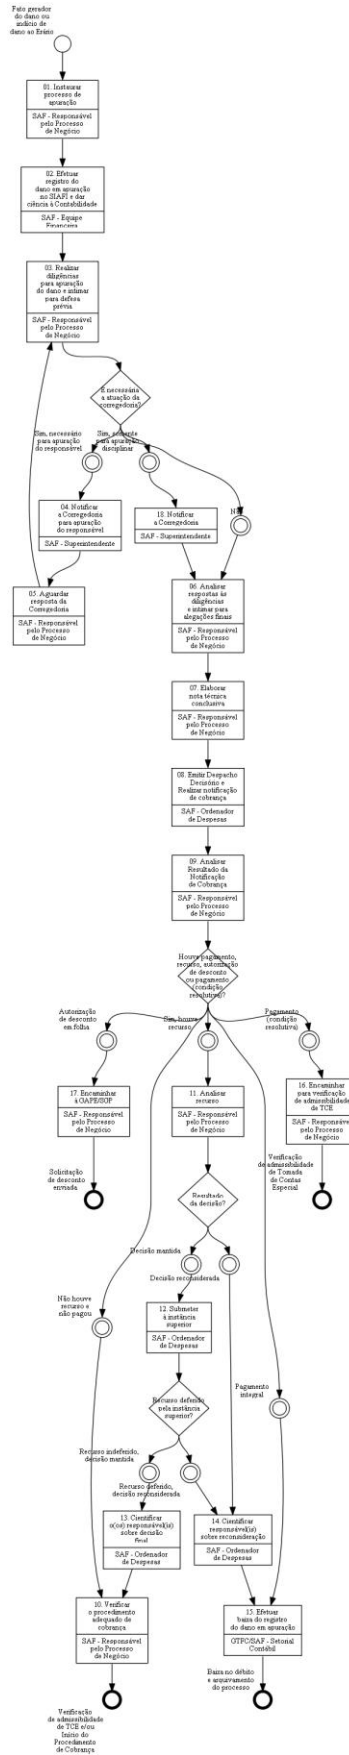 Fato gerador
do dano ou
indício de
dano ao Erário
01. Instaurar
processo de
apuração
SAF - Responsável
pelo Processo
de Negócio
02. Efetuar
registro do
dano em apuração
no SIAFI e dar
ciência à Contabilidade
SAF - Equipe
Financeira
03. Realizar
diligências
para apuração
do dano e intimar
para defesa
prévia
SAF - Responsável
pelo Processo
de Negócio
É necessária
a atuação da
corregedoria?
Sim, necessário
para apuração
do responsável
Sim, somente
para apuração
disciplinar
04. Notificar
a Corregedoria
para apuração
do responsável
SAF - Superintendente
18. Notificar
a Corregedoria
SAF - Superintendente
05. Aguardar
resposta da
Corregedoria
SAF - Responsável
pelo Processo
de Negócio
06. Analisar
respostas às
diligências
e intimar para
alegações finais
SAF - Responsável
pelo Processo
de Negócio
07. Elaborar
nota técnica
conclusiva
SAF - Responsável
pelo Processo
de Negócio
08. Emitir Despacho
Decisório e
Realizar notificação
de cobrança
SAF - Ordenador
de Despesas
09. Analisar
Resultado da
Notificação
de Cobrança
SAF - Responsável
pelo Processo
de Negócio
Houve pagamento,
recurso, autorização
de desconto
ou pagamento
(condição
resolutiva)?
Autorização
de desconto
em folha
Sim, houve
recurso
Pagamento
(condição
resolutiva)
17. Encaminhar
à GAPE/SGP
SAF - Responsável
pelo Processo
de Negócio
11. Analisar
recurso
SAF - Responsável
pelo Processo
de Negócio
16. Encaminhar
para verificação
de admissibilidade
de TCE
SAF - Responsável
pelo Processo
de Negócio
Solicitação
de desconto
enviada
Resultado
da decisão?
Verificação
de admissibilidade
de Tomada
de Contas
Especial
Decisão mantida
Decisão reconsiderada
Não houve
recurso e
não pagou
12. Submeter
à instância
superior
SAF - Ordenador
de Despesas
Recurso deferido
pela instância
superior?
Pagamento
integral
Recurso indeferido,
decisão mantida
Recurso deferido,
decisão reconsiderada
13. Cientificar
o(os) responsável(is)
sobre decisão
final
SAF - Ordenador
de Despesas
14. Cientificar
responsável(is)
sobre reconsideração
SAF - Ordenador
de Despesas
10. Verificar
o procedimento
adequado de
cobrança
SAF - Responsável
pelo Processo
de Negócio
15. Efetuar
baixa do registro
do dano em apuração
GTFC/SAF - Setorial
Contábil
Verificação
de admissibilidade
de TCE e/ou
Início do
Procedimento
de Cobrança
Baixa no débito
e arquivamento
do processo